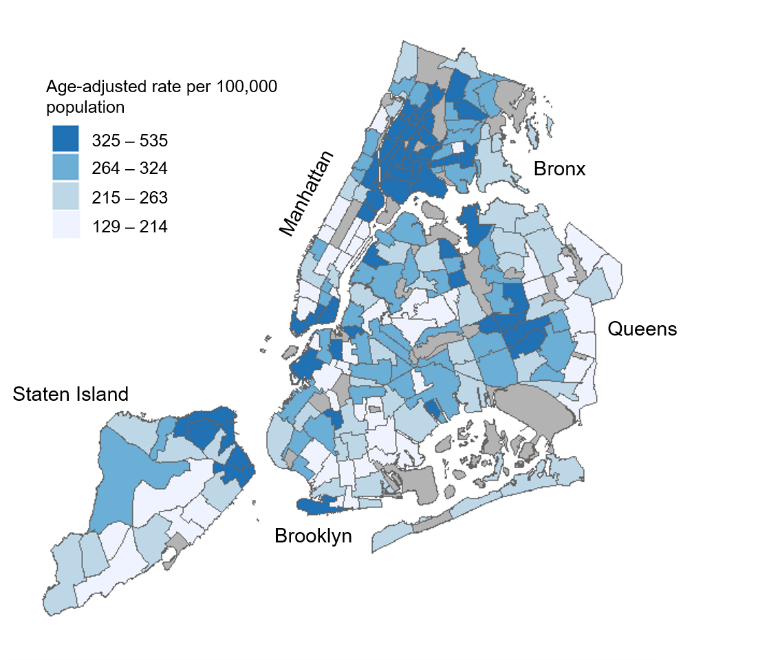 Age-adjusted rate per 100,000
population
325 – 535
264 – 324
215 – 263
129 – 214
Manhattan
Bronx
Queens
Staten Island
Brooklyn